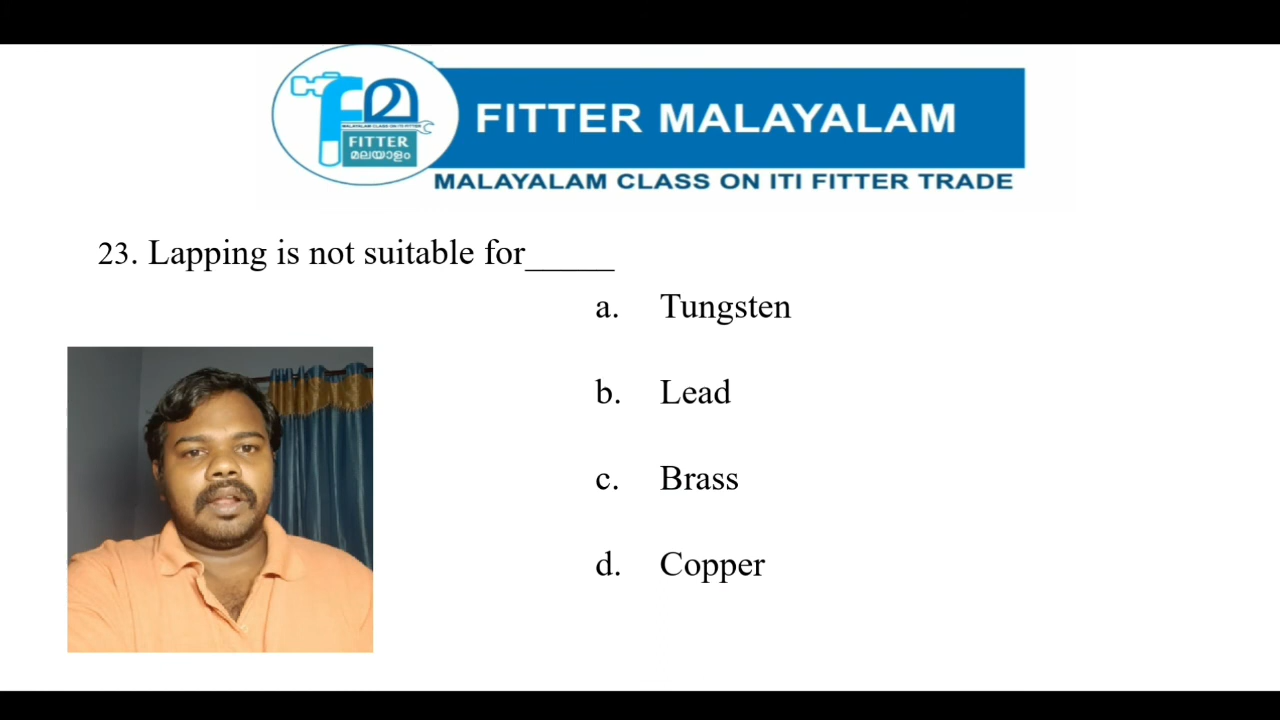 FITTER MALAYALAM
FITTER
മലയാളം
MALAYALAM CLASS ON ITI FITTER TRADE
23. Lapping is not suitable for_____
a. Tungsten
b. Lead
c. Brass
d. Copper